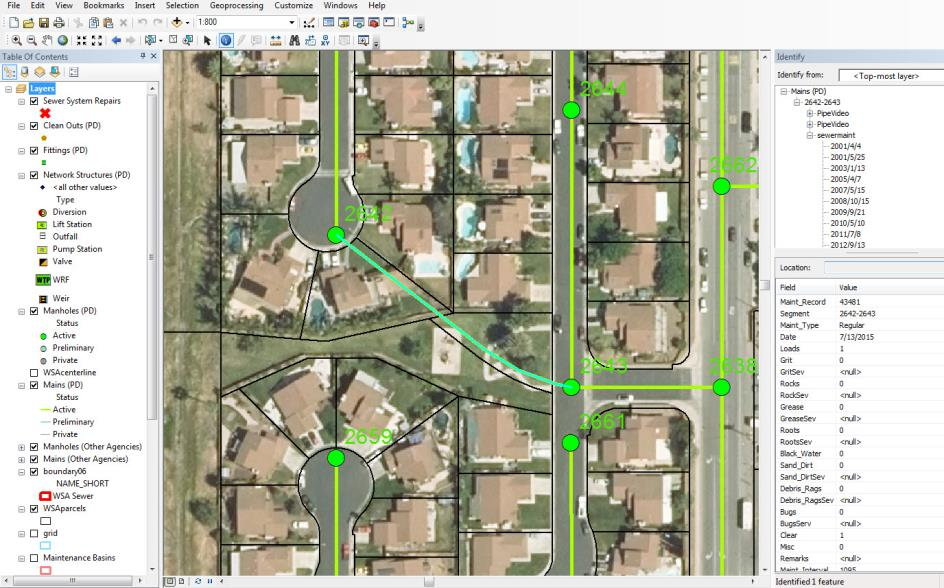 File Edit View Bookmarks Insert Selection Geoprocessing Customize Windows Help
1:800
Table Of Contents
Layers
Sewer System Repairs
Clean Outs (PD)
Fittings (PD)
Network Structures (PD)
<all other values>
Type
Diversion
Lift Station
Outfall
Pump Station
Valve
WTP WRF
Weir
Manholes (PD)
Status
Active
Preliminary
Private
WSAcenterline
Mains (PD)
Status
Active
Preliminary
Private
Manholes (Other Agencies)
Mains (Other Agencies)
boundary06
NAME_SHORT
WSA Sewer
WSAparcels
grid
Maintenance Basins
2644
2662
2642
2643
2638
2661
2659
Identify
Identify from: <Top-most layer>
Mains (PD)
2642-2643
PipeVideo
PipeVideo
sewermaint
2001/4/4
2001/5/25
2003/1/13
2005/4/7
2007/5/15
2008/10/15
2009/9/21
2010/5/10
2011/7/8
2012/9/13
Location:
Field Value
Maint_Record 43481
Segment 2642-2643
Maint_Type Regular
Date 7/13/2015
Loads 1
Grit 0
GritSev <null>
Rocks 0
RockSev <null>
Grease 0
GreaseSev <null>
Roots 0
RootsSev <null>
Black_Water 0
Sand_Dirt 0
Sand_DirtSev <null>
Debris_Rags 0
Debris_RagsSev <null>
Bugs 0
BugsServ <null>
Clear 1
Misc 0
Remarks <null>
Maint_Interval 1095
Identified 1 feature